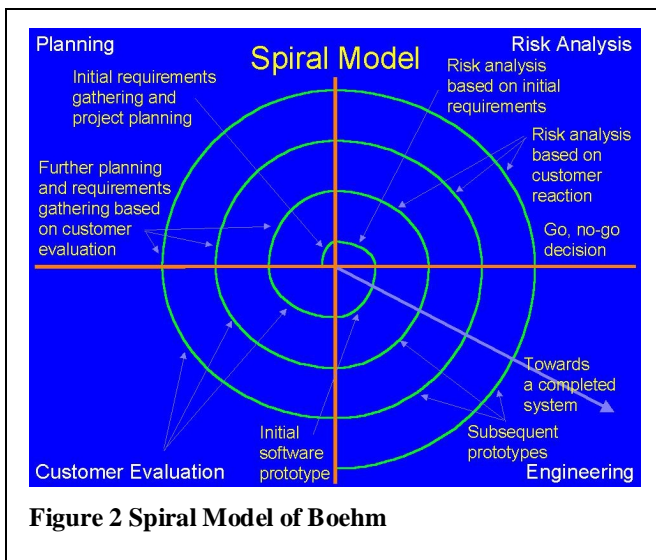 Planning
Risk Analysis
Spiral Model
Initial requirements
gathering and
project planning
Risk analysis
based on initial
requirements
Risk analysis
based on
customer
reaction
Further planning
and requirements
gathering based
on customer
evaluation
Go, no-go
decision
Towards
a completed
system
Initial
software
prototype
Subsequent
prototypes
Customer Evaluation
Engineering
Figure 2 Spiral Model of Boehm